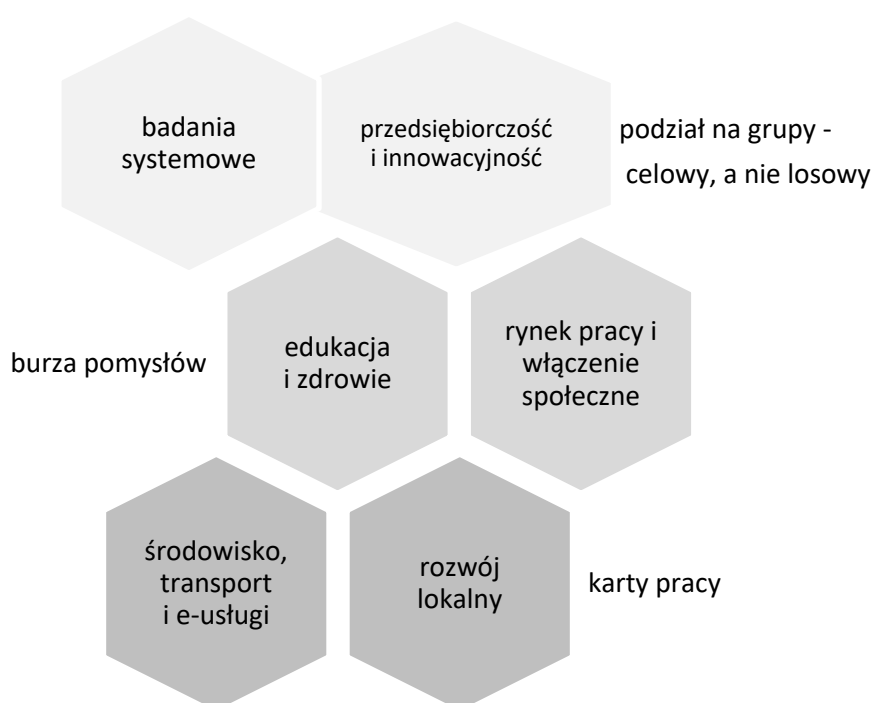 badania
systemowe
przedsiębiorczość
i innowacyjność
podział na grupy -
celowy, a nie losowy
burza pomysłów
edukacja
i zdrowie
rynek pracy i
włączenie
społeczne
środowisko,
transport
i e-usługi
rozwój
lokalny
karty pracy